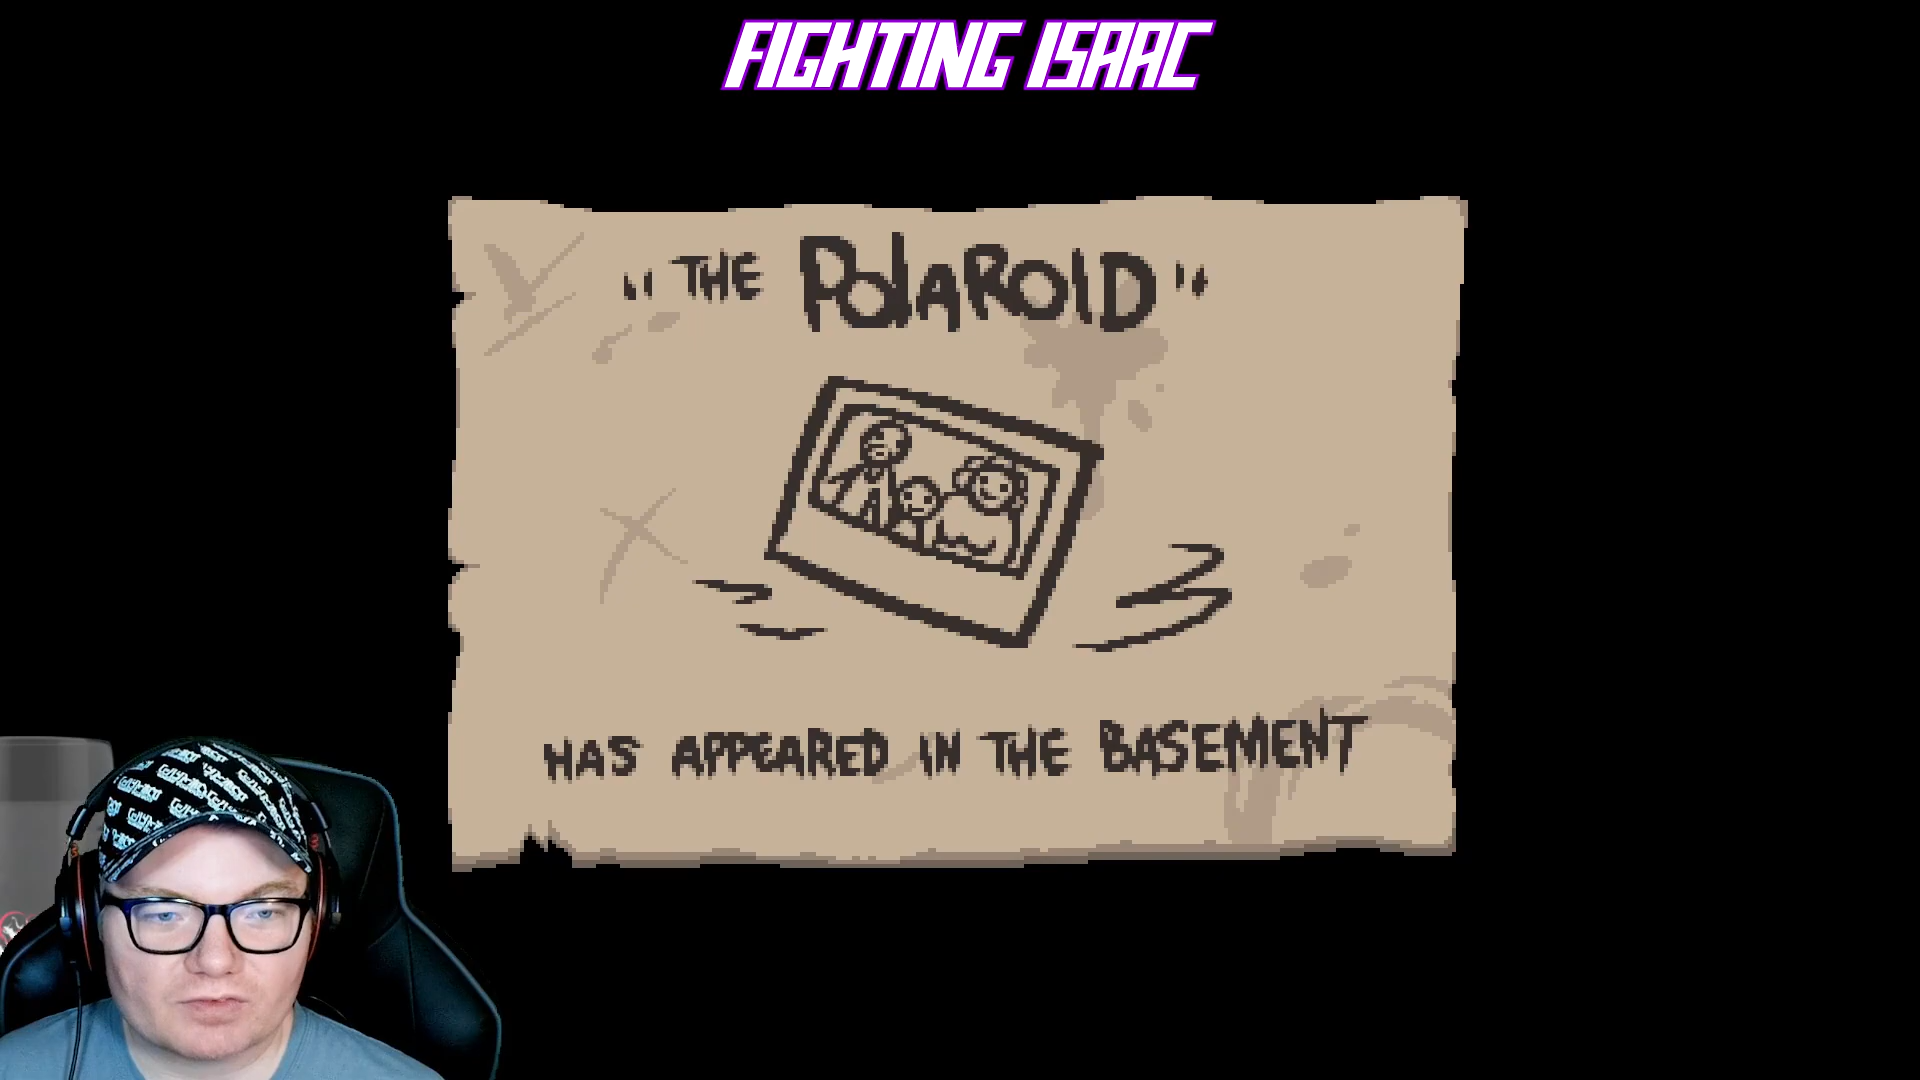 FIGHTING ISAAC
"THE POLAROID"
HAS APPEARED IN THE BASEMENT